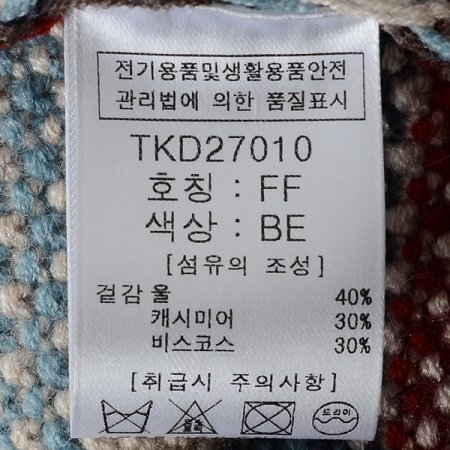 전기용품및생활용품안전
관리법에 의한 품질표시
TKD27010
호칭 : FF
색상 : BE
[섬유의 조성]
겉감 울 40%
캐시미어 30%
비스코스 30%
[취급시 주의사항]
드라이